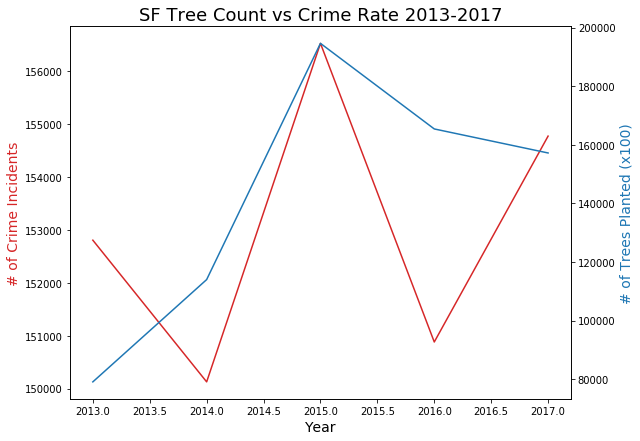 SF Tree Count vs Crime Rate 2013-2017
# of Crime Incidents
156000
155000
154000
153000
152000
151000
150000
200000
180000
160000
140000
120000
100000
80000
# of Trees Planted (x100)
2013.0 2013.5 2014.0 2014.5 2015.0 2015.5 2016.0 2016.5 2017.0
Year